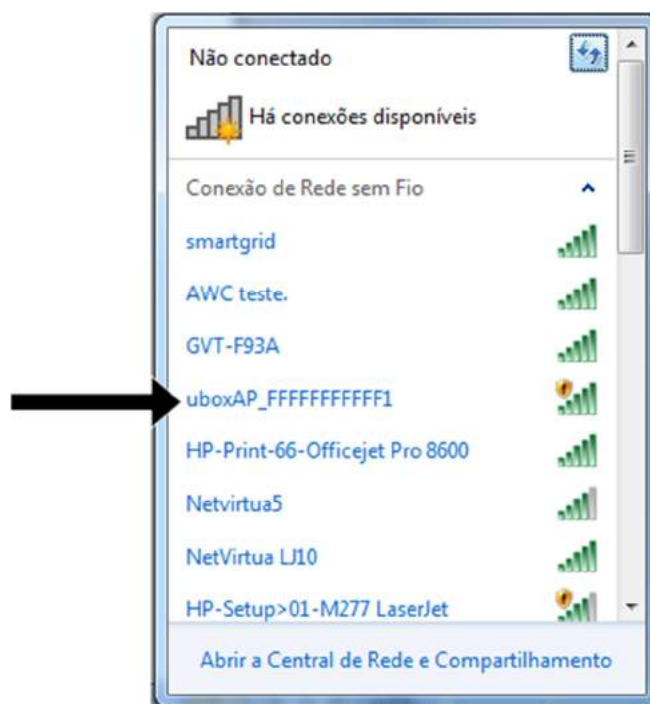 Não conectado
Há conexões disponíveis
Conexão de Rede sem Fio
smartgrid
AWC teste.
GVT-F93A
uboxAP_FFFFFFFFFFF1
HP-Print-66-Officejet Pro 8600
Netvirtua5
NetVirtua LJ10
HP-Setup>01-M277 LaserJet
Abrir a Central de Rede e Compartilhamento